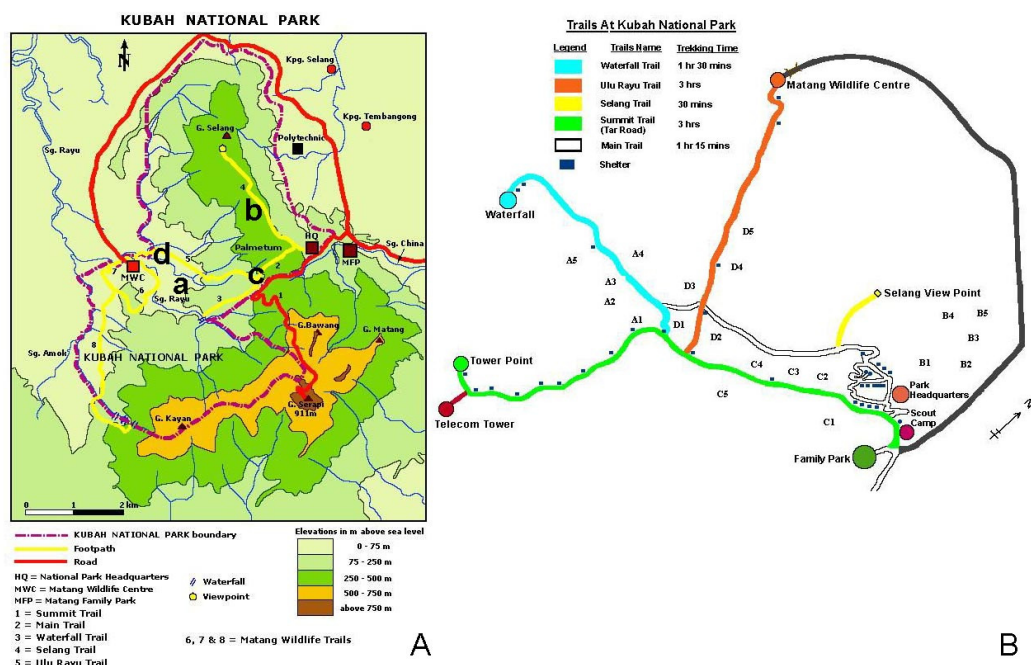 KUBAH NATIONAL PARK
N
Kpg. Selang
Kpg. Tembangong
G. Selang
Polytechnic
Sg. Rayu
4
b
HQ
MFP
Sg. China
Palmetum
d
5
2
c
7
MWC
a
6
Sg. Rayu
3
1
G.Bawang
G. Matang
8
Sg. Amok
KUBAH NATIONAL PARK
G. Kayan
G. Serapi
911m
0 1 2 km
KUBAH NATIONAL PARK boundary
Footpath
Road
HQ = National Park Headquarters
MWC = Matang Wildlife Centre
MFP = Matang Family Park
1 = Summit Trail
2 = Main Trail
3 = Waterfall Trail
4 = Selang Trail
5 = Ulu Rayu Trail
Waterfall
Viewpoint
6, 7 & 8 = Matang Wildlife Trails
Elevations in m above sea level
0 - 75 m
75 - 250 m
250 - 500 m
500 - 750 m
above 750 m
A
Trails At Kubah National Park
Legend Trails Name Trekking Time
Waterfall Trail 1 hr 30 mins
Ulu Rayu Trail 3 hrs
Selang Trail 30 mins
Summit Trail 3 hrs
(Tar Road)
Main Trail 1 hr 15 mins
Shelter
Matang Wildlife Centre
Waterfall
D5
A5
A4
D4
A3
D3
A2
Selang View Point
A1
D1
D2
B4
B5
B3
Tower Point
C4
C3
C2
B1
B2
C5
Park
Headquarters
Telecom Tower
C1
Scout
Camp
Family Park
N
B